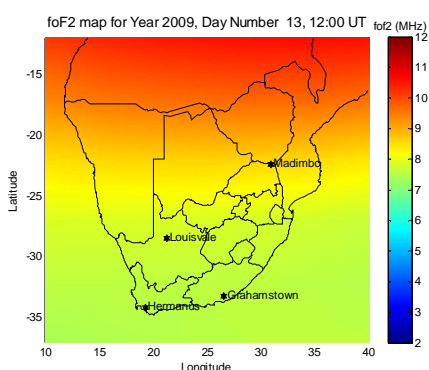 foF2 map for Year 2009, Day Number 13, 12:00 UT
fof2 (MHz)
12
11
10
9
8
7
6
5
4
3
2
-15
-20
-25
-30
-35
Latitude
Madimbo
Louisvale
Grahamstown
Hermanus
10 15 20 25 30 35 40
Longitude